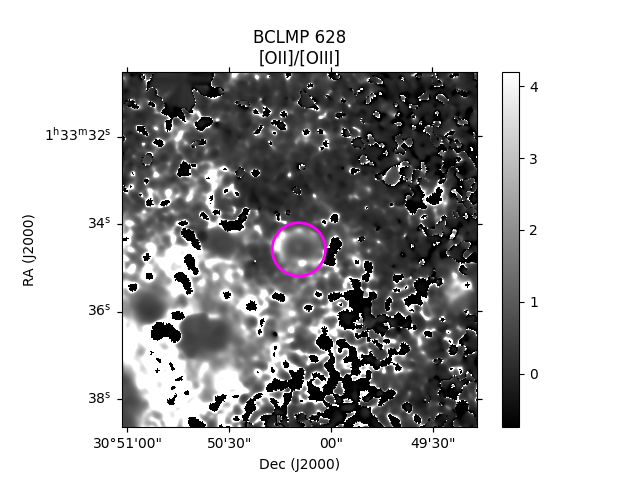 BCLMP 628
[OII]/[OIII]
4
3
2
1
0
1ʰ33ᵐ32ˢ
34ˢ
36ˢ
38ˢ
RA (J2000)
30°51'00" 50'30" 00" 49'30"
Dec (J2000)